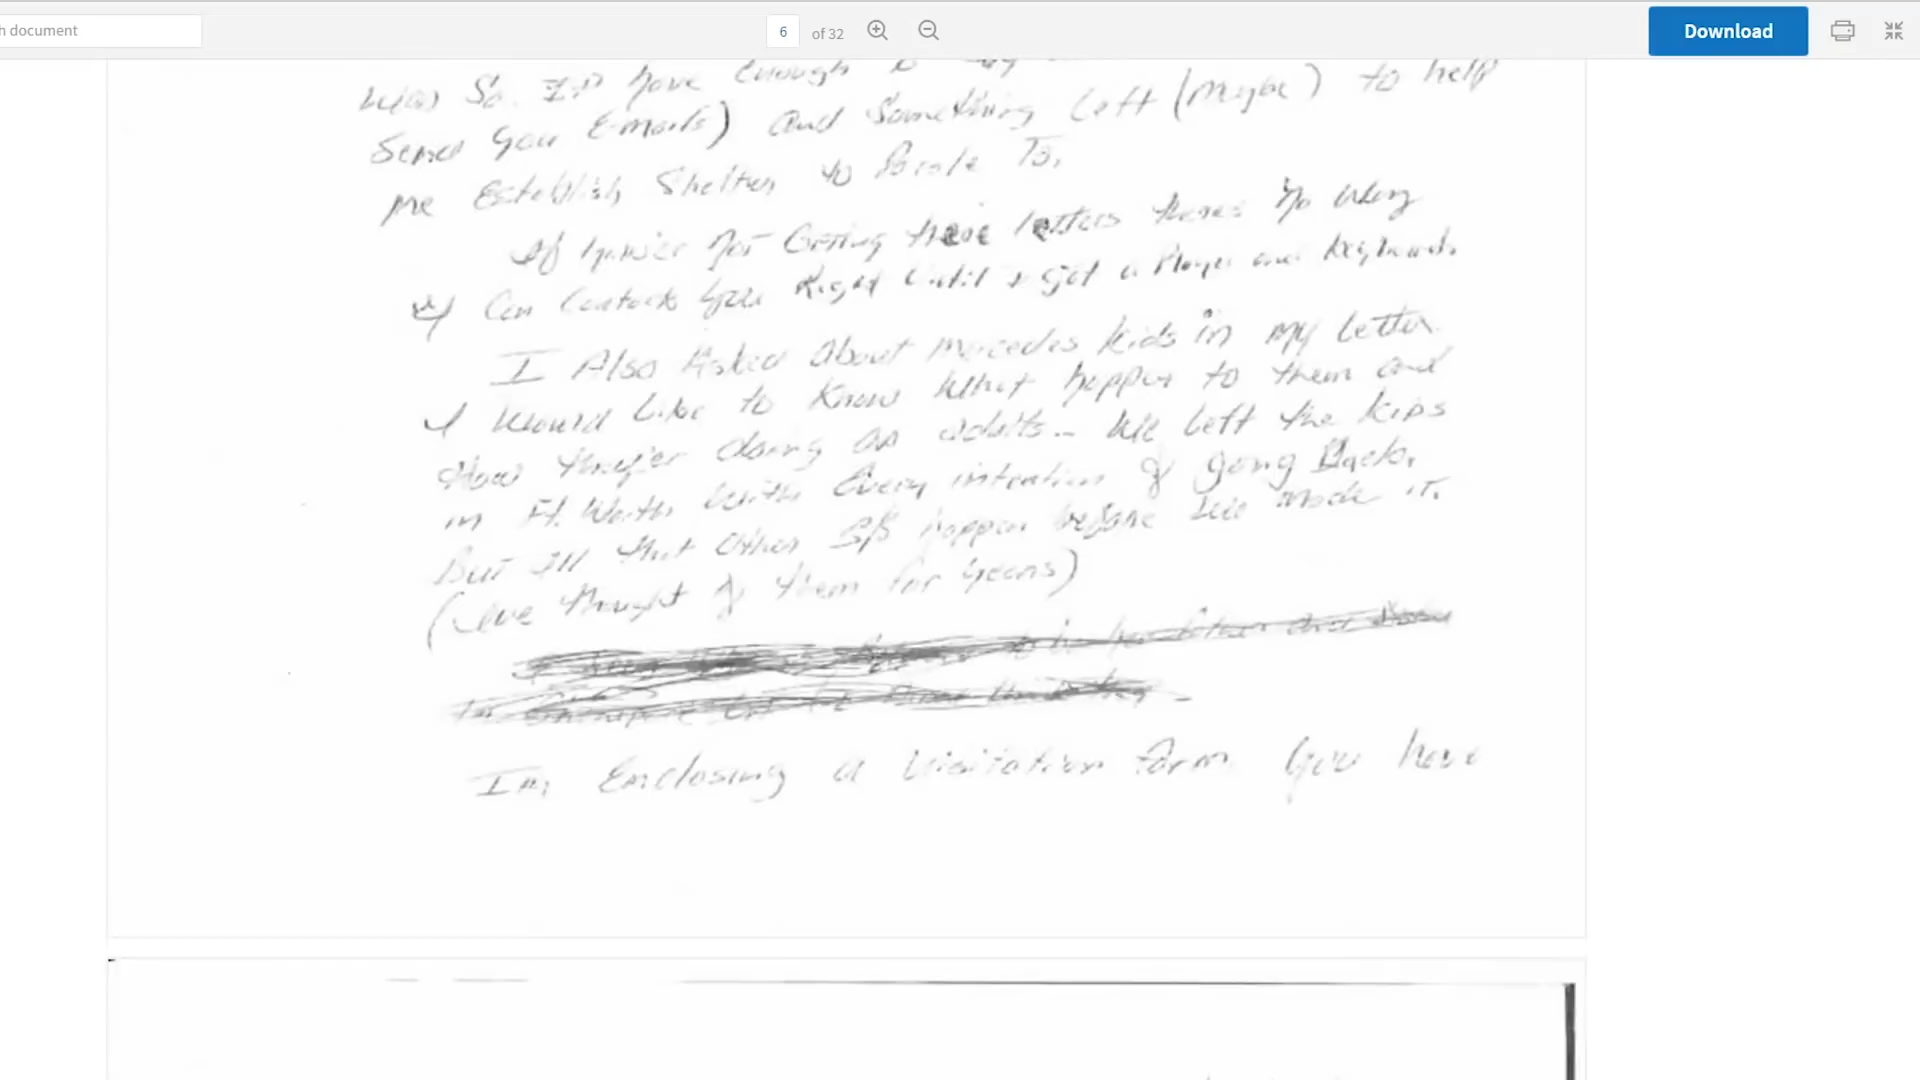 h document
6 of 32
Download
was So I'd have Enough to
Send you E-mails) and Something left (Maybe) to help
me Establish Shelter to Parole To.
If you're not Getting these letters theres no way
I Can Contact you Right until I get a Player and Keyboard.
I Also Asked About Mercedes kids in my letter
I Would Like to Know What happen to them and
How they'er doing as adults - We left the kids
in Ft. Worth with Every intention of going Back.
But all that other happen before we made it.
(I've thought of them for years)
I'm Enclosing a Visitation Form. You have